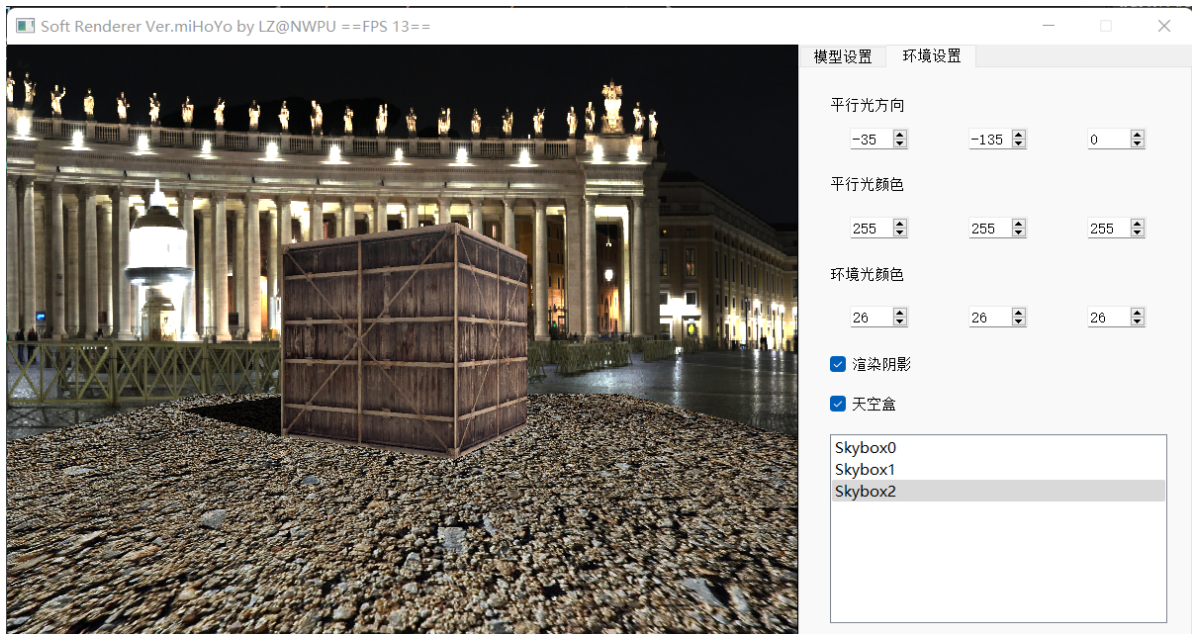 Soft Renderer Ver.miHoYo by LZ@NWPU ==FPS 13==
模型设置 环境设置
平行光方向
-35 -135 0
平行光颜色
255 255 255
环境光颜色
26 26 26
渲染阴影
天空盒
Skybox0
Skybox1
Skybox2